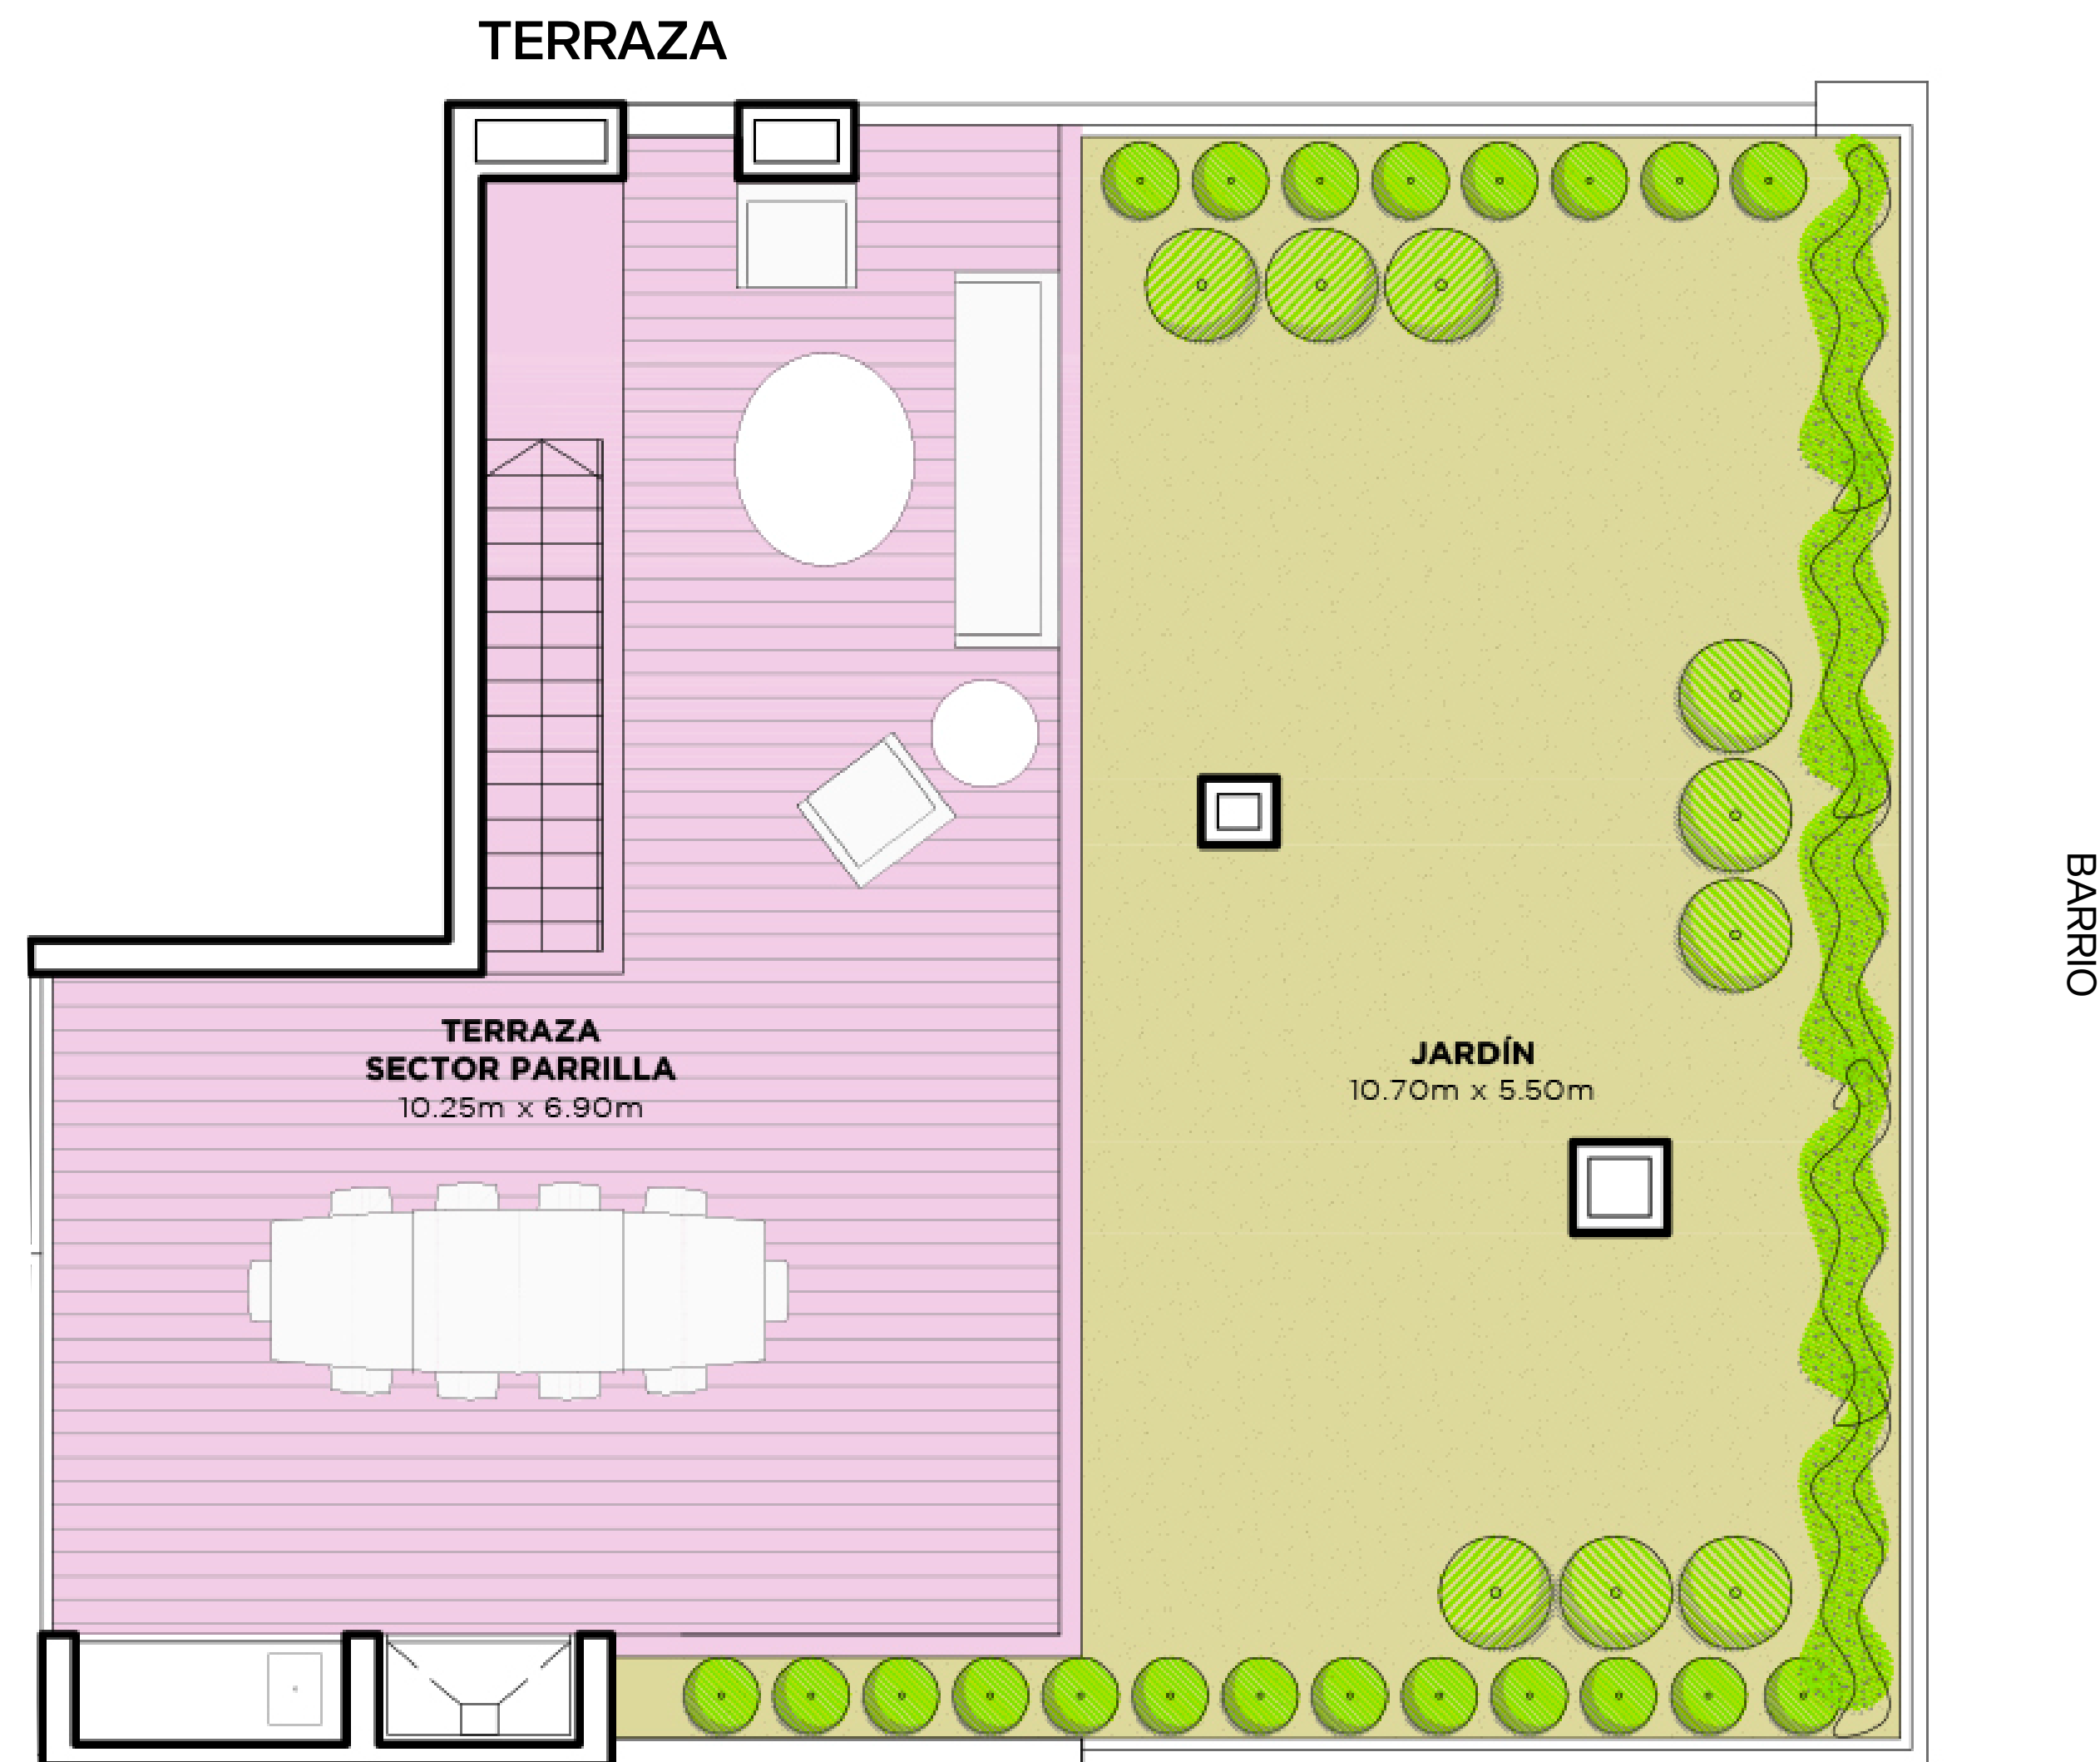 TERRAZA
BARRIO
TERRAZA
SECTOR PARRILLA
10.25m x 6.90m
JARDÍN
10.70m x 5.50m